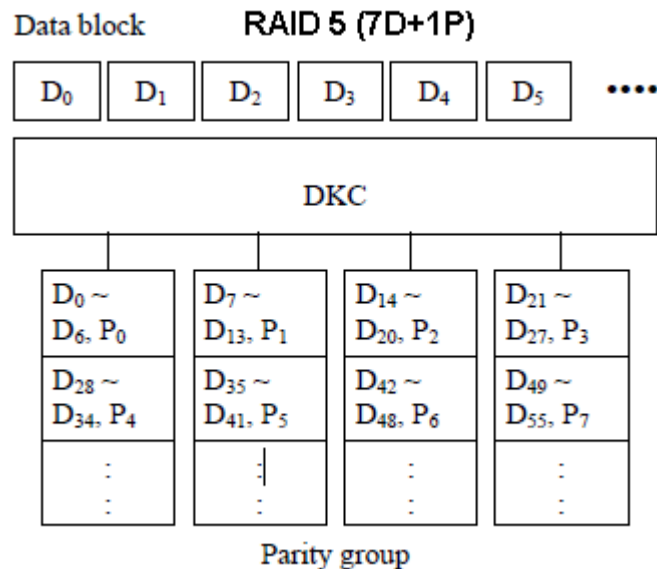 Data block RAID 5 (7D+1P)
D₀ D₁ D₂ D₃ D₄ D₅ ••••
DKC
D₀ ~ D₇ ~ D₁₄ ~ D₂₁ ~
D₆, P₀ D₁₃, P₁ D₂₀, P₂ D₂₇, P₃
D₂₈ ~ D₃₅ ~ D₄₂ ~ D₄₉ ~
D₃₄, P₄ D₄₁, P₅ D₄₈, P₆ D₅₅, P₇
: : : :
: : : :
Parity group